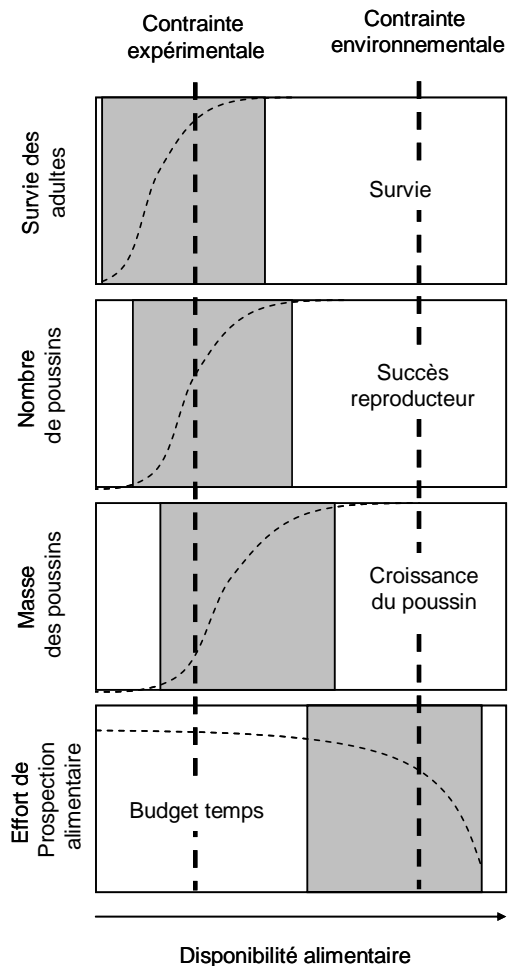 Contrainte
expérimentale
Contrainte
environnementale
Survie des
adultes
Survie
Nombre
de poussins
Succès
reproducteur
Masse
des poussins
Croissance
du poussin
Effort de
Prospection
alimentaire
Budget temps
Disponibilité alimentaire